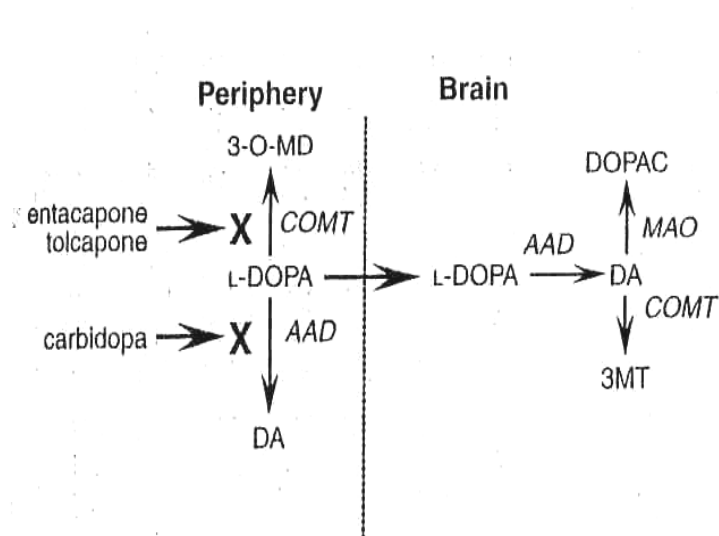 Periphery
Brain
3-O-MD
DOPAC
entacapone
tolcapone
X
COMT
MAO
AAD
L-DOPA
L-DOPA
DA
COMT
carbidopa
X
AAD
3MT
DA